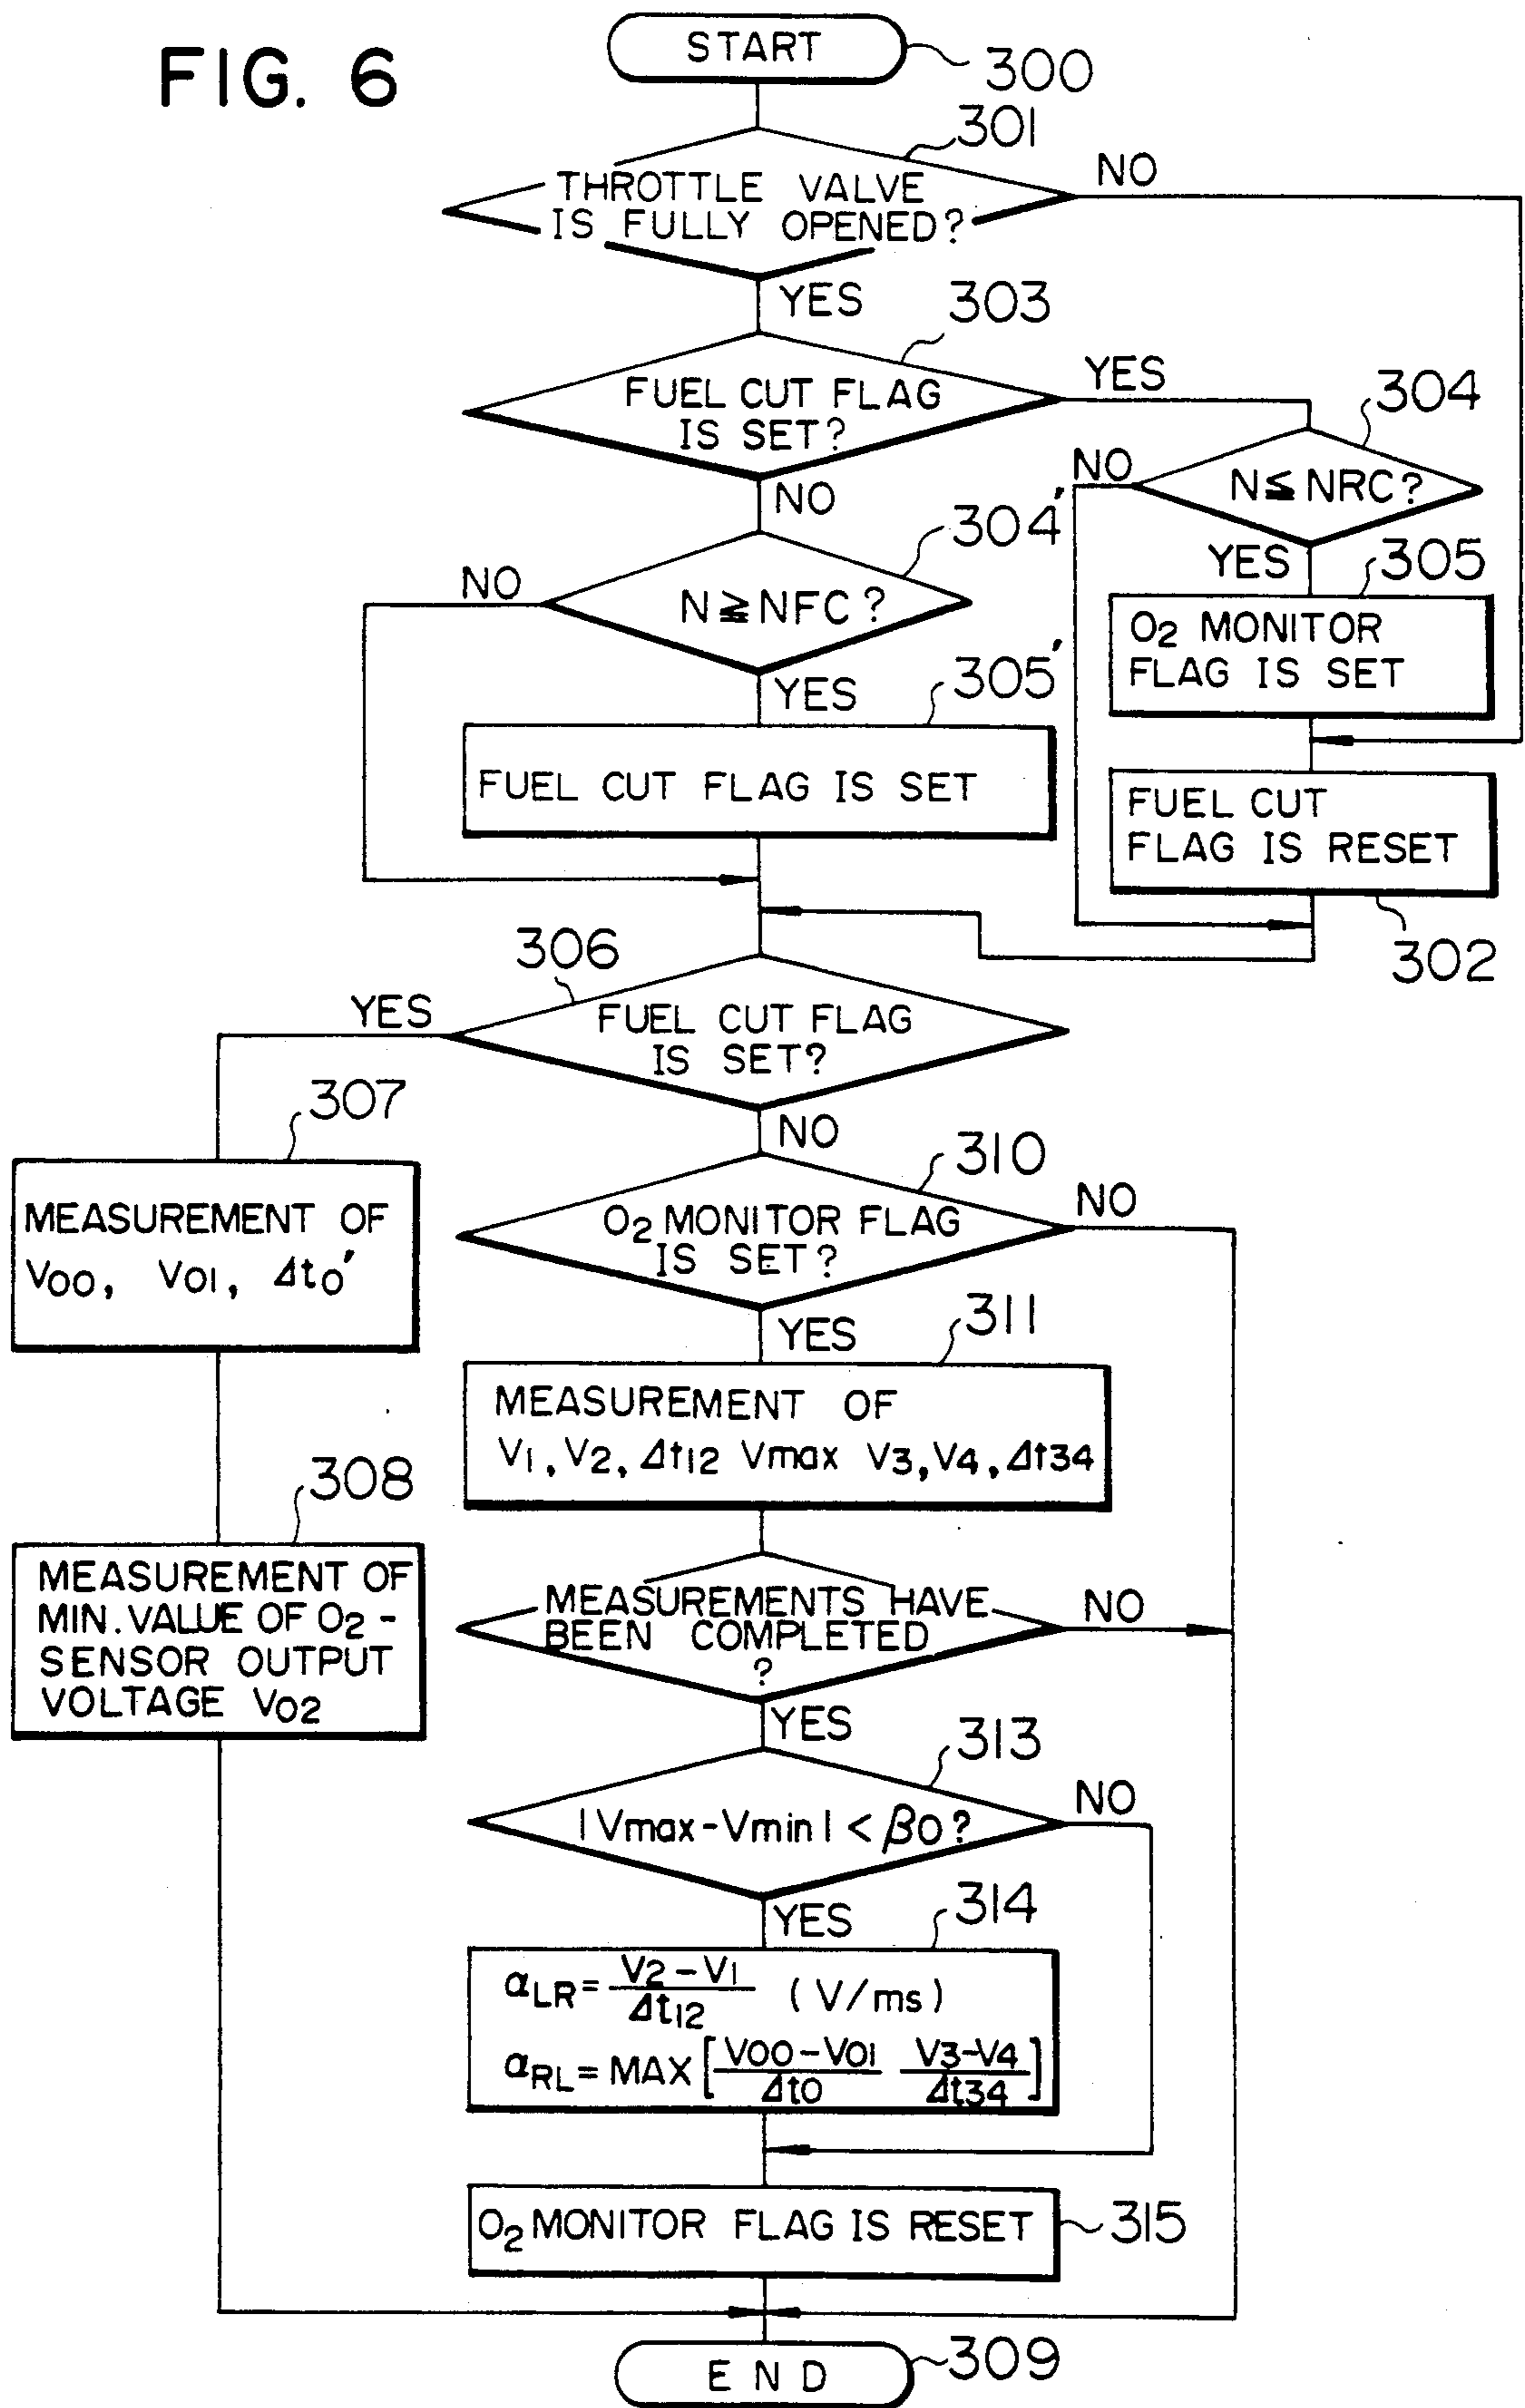 FIG. 6
START
300
301
THROTTLE VALVE
IS FULLY OPENED?
NO
YES
303
FUEL CUT FLAG
IS SET?
YES
304
NO
N≦NRC?
NO
304'
YES
305
NO
N≧NFC?
O2 MONITOR
FLAG IS SET
YES
305'
FUEL CUT FLAG IS SET
FUEL CUT
FLAG IS RESET
302
306
YES
FUEL CUT FLAG
IS SET?
307
NO
310
MEASUREMENT OF
V00, V01, Δt0'
O2 MONITOR FLAG
IS SET?
NO
YES
311
MEASUREMENT OF
V1, V2, Δt12 Vmax V3, V4, Δt34
308
MEASUREMENT OF
MIN. VALUE OF O2-
SENSOR OUTPUT
VOLTAGE V02
MEASUREMENTS HAVE
BEEN COMPLETED
?
NO
YES
313
|Vmax-Vmin| < β0?
NO
YES
314
αLR = V2-V1 / Δt12 (V/ms)
αRL = MAX [V00-V01 / Δt0 V3-V4 / Δt34]
O2 MONITOR FLAG IS RESET
315
END
309